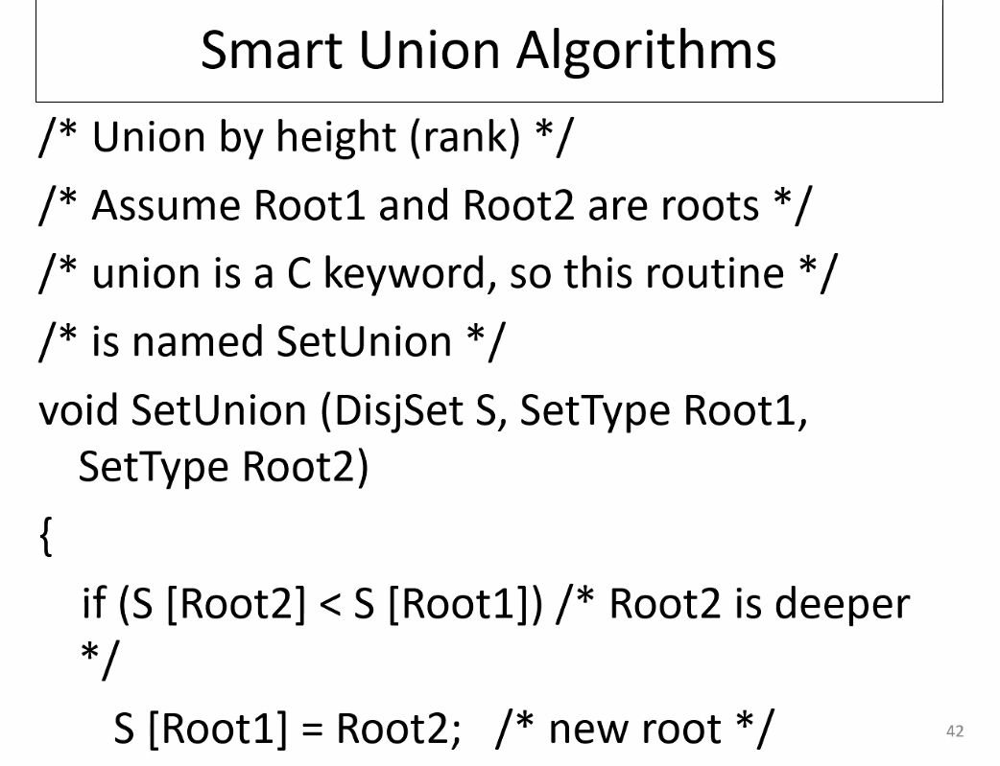 Smart Union Algorithms
/* Union by height (rank) */
/* Assume Root1 and Root2 are roots */
/* union is a C keyword, so this routine */
/* is named SetUnion */
void SetUnion (DisjSet S, SetType Root1,
SetType Root2)
{
if (S [Root2] < S [Root1]) /* Root2 is deeper
*/
S [Root1] = Root2; /* new root */
42